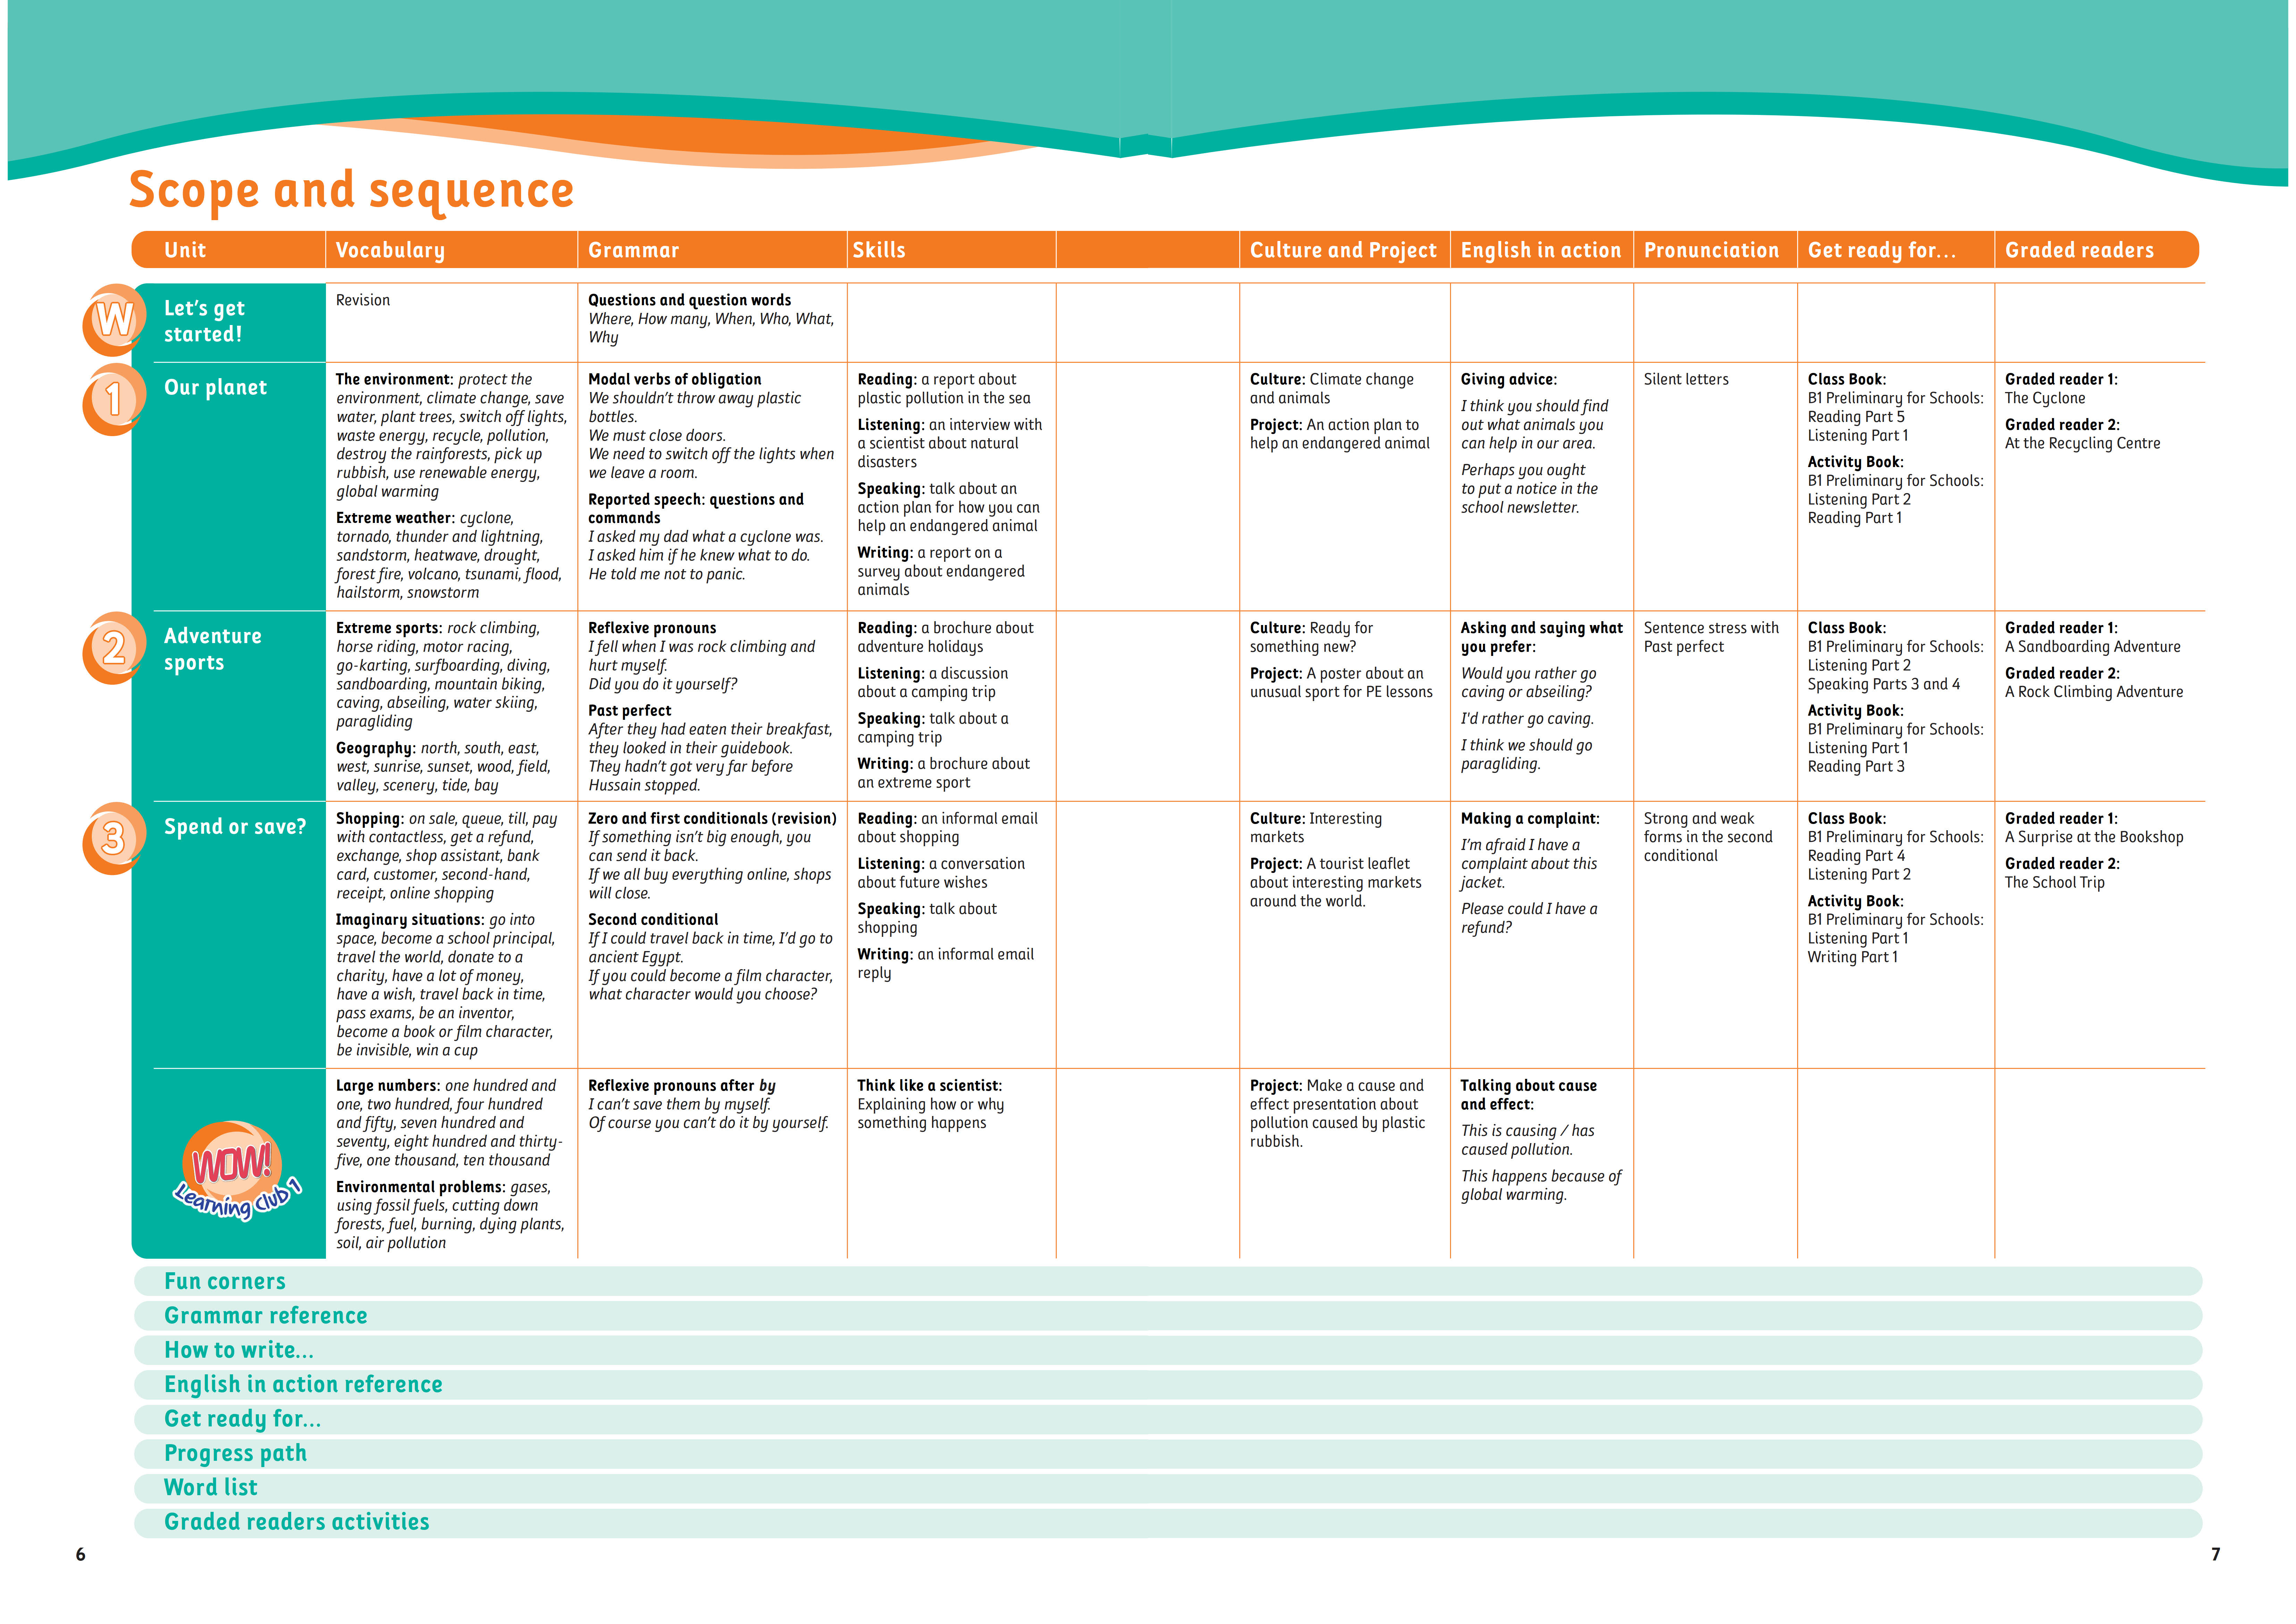 Scope and sequence
Unit
Vocabulary
Grammar
Skills
Culture and Project
English in action
Pronunciation
Get ready for...
Graded readers
W
Let's get
started!
Revision
Questions and question words
Where, How many, When, Who, What,
Why
1
Our planet
The environment: protect the
environment, climate change, save
water, plant trees, switch off lights,
waste energy, recycle, pollution,
destroy the rainforests, pick up
rubbish, use renewable energy,
global warming
Extreme weather: cyclone,
tornado, thunder and lightning,
sandstorm, heatwave, drought,
forest fire, volcano, tsunami, flood,
hailstorm, snowstorm
Modal verbs of obligation
We shouldn't throw away plastic
bottles.
We must close doors.
We need to switch off the lights when
we leave a room.
Reported speech: questions and
commands
I asked my dad what a cyclone was.
I asked him if he knew what to do.
He told me not to panic.
Reading: a report about
plastic pollution in the sea
Listening: an interview with
a scientist about natural
disasters
Speaking: talk about an
action plan for how you can
help an endangered animal
Writing: a report on a
survey about endangered
animals
Culture: Climate change
and animals
Project: An action plan to
help an endangered animal
Giving advice:
I think you should find
out what animals you
can help in our area.
Perhaps you ought
to put a notice in the
school newsletter.
Silent letters
Class Book:
B1 Preliminary for Schools:
Reading Part 5
Listening Part 1
Activity Book:
B1 Preliminary for Schools:
Listening Part 2
Reading Part 1
Graded reader 1:
The Cyclone
Graded reader 2:
At the Recycling Centre
2
Adventure
sports
Extreme sports: rock climbing,
horse riding, motor racing,
go-karting, surfboarding, diving,
sandboarding, mountain biking,
caving, abseiling, water skiing,
paragliding
Geography: north, south, east,
west, sunrise, sunset, wood, field,
valley, scenery, tide, bay
Reflexive pronouns
I fell when I was rock climbing and
hurt myself.
Did you do it yourself?
Past perfect
After they had eaten their breakfast,
they looked in their guidebook.
They hadn't got very far before
Hussain stopped.
Reading: a brochure about
adventure holidays
Listening: a discussion
about a camping trip
Speaking: talk about a
camping trip
Writing: a brochure about
an extreme sport
Culture: Ready for
something new?
Project: A poster about an
unusual sport for PE lessons
Asking and saying what
you prefer:
Would you rather go
caving or abseiling?
I'd rather go caving.
I think we should go
paragliding.
Sentence stress with
Past perfect
Class Book:
B1 Preliminary for Schools:
Listening Part 2
Speaking Parts 3 and 4
Activity Book:
B1 Preliminary for Schools:
Listening Part 1
Reading Part 3
Graded reader 1:
A Sandboarding Adventure
Graded reader 2:
A Rock Climbing Adventure
3
Spend or save?
Shopping: on sale, queue, till, pay
with contactless, get a refund,
exchange, shop assistant, bank
card, customer, second-hand,
receipt, online shopping
Imaginary situations: go into
space, become a school principal,
travel the world, donate to a
charity, have a lot of money,
have a wish, travel back in time,
pass exams, be an inventor,
become a book or film character,
be invisible, win a cup
Zero and first conditionals (revision)
If something isn't big enough, you
can send it back.
If we all buy everything online, shops
will close.
Second conditional
If I could travel back in time, I'd go to
ancient Egypt.
If you could become a film character,
what character would you choose?
Reading: an informal email
about shopping
Listening: a conversation
about future wishes
Speaking: talk about
shopping
Writing: an informal email
reply
Culture: Interesting
markets
Project: A tourist leaflet
about interesting markets
around the world.
Making a complaint:
I'm afraid I have a
complaint about this
jacket.
Please could I have a
refund?
Strong and weak
forms in the second
conditional
Class Book:
B1 Preliminary for Schools:
Reading Part 4
Listening Part 2
Activity Book:
B1 Preliminary for Schools:
Listening Part 1
Writing Part 1
Graded reader 1:
A Surprise at the Bookshop
Graded reader 2:
The School Trip
WOW!
Learning Club 1
Large numbers: one hundred and
one, two hundred, four hundred
and fifty, seven hundred and
seventy, eight hundred and thirty-
five, one thousand, ten thousand
Environmental problems: gases,
using fossil fuels, cutting down
forests, fuel, burning, dying plants,
soil, air pollution
Reflexive pronouns after by
I can't save them by myself.
Of course you can't do it by yourself.
Think like a scientist:
Explaining how or why
something happens
Project: Make a cause and
effect presentation about
pollution caused by plastic
rubbish.
Talking about cause
and effect:
This is causing / has
caused pollution.
This happens because of
global warming.
Fun corners
Grammar reference
How to write...
English in action reference
Get ready for...
Progress path
Word list
Graded readers activities
6
7